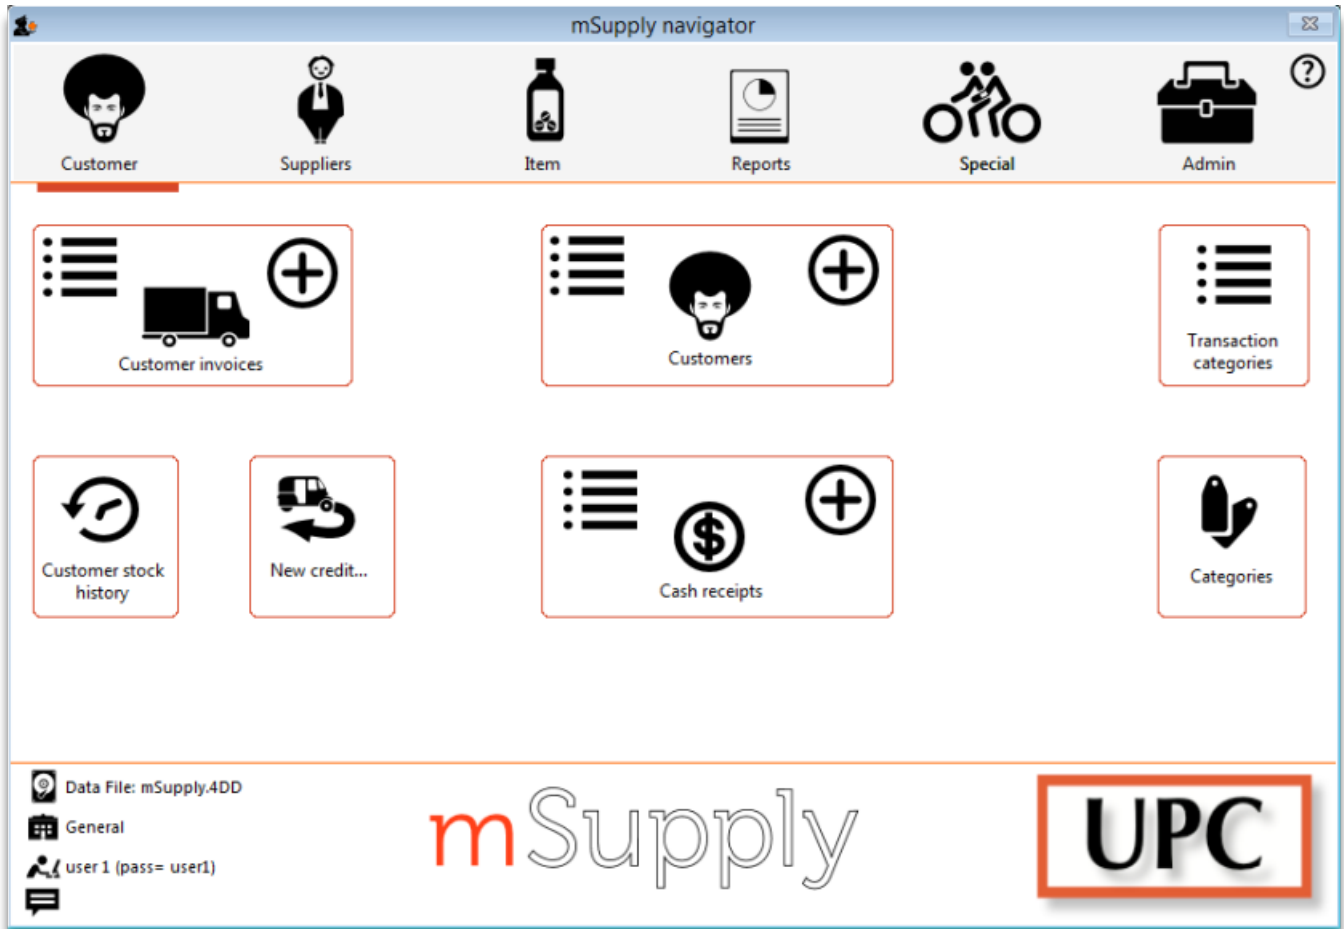 mSupply navigator
Customer
Suppliers
Item
Reports
Special
Admin
?
Customer invoices
Customers
Transaction
categories
Customer stock
history
New credit...
$
Cash receipts
Categories
Data File: mSupply.4DD
General
user 1 (pass= user1)
mSupply
UPC